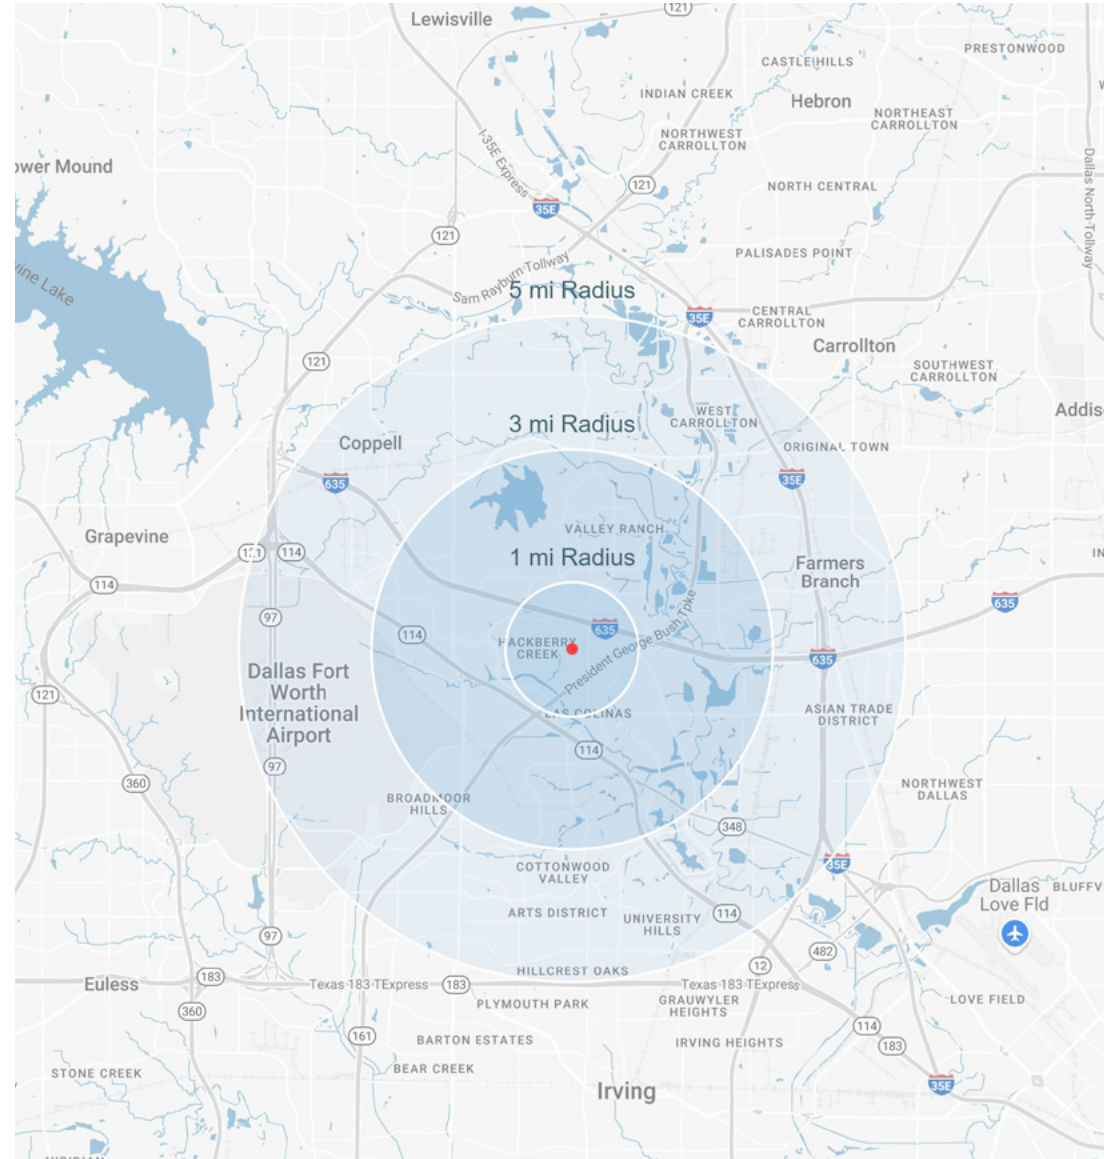 Lewisville
121
PRESTONWOOD
CASTLE HILLS
INDIAN CREEK
Hebron
NORTHEAST
CARROLLTON
NORTHWEST
CARROLLTON
I-35E Express
ower Mound
121
NORTH CENTRAL
Dallas North Tollway
35E
121
PALISADES POINT
vine Lake
Sam Rayburn Tollway
5 mi Radius
35E
CENTRAL
CARROLLTON
Carrollton
121
SOUTHWEST
CARROLLTON
Addis
WEST
CARROLLTON
3 mi Radius
Coppell
ORIGINAL TOWN
635
35E
Grapevine
VALLEY RANCH
121
114
1 mi Radius
IN
Farmers
Branch
114
635
97
114
635
HACKBERRY
CREEK
President George Bush Tpke
635
Dallas Fort
Worth
International
Airport
121
LAS COLINAS
ASIAN TRADE
DISTRICT
114
97
360
NORTHWEST
DALLAS
BROADMOOR
HILLS
348
35E
COTTONWOOD
VALLEY
Dallas
Love Fld
BLUFFV
ARTS DISTRICT
UNIVERSITY
HILLS
114
97
482
12
HILLCREST OAKS
Euless
183
Texas 183 TExpress
183
Texas 183 TExpress
360
PLYMOUTH PARK
GRAUWYLER
HEIGHTS
LOVE FIELD
114
161
BARTON ESTATES
IRVING HEIGHTS
183
STONE CREEK
BEAR CREEK
35E
Irving